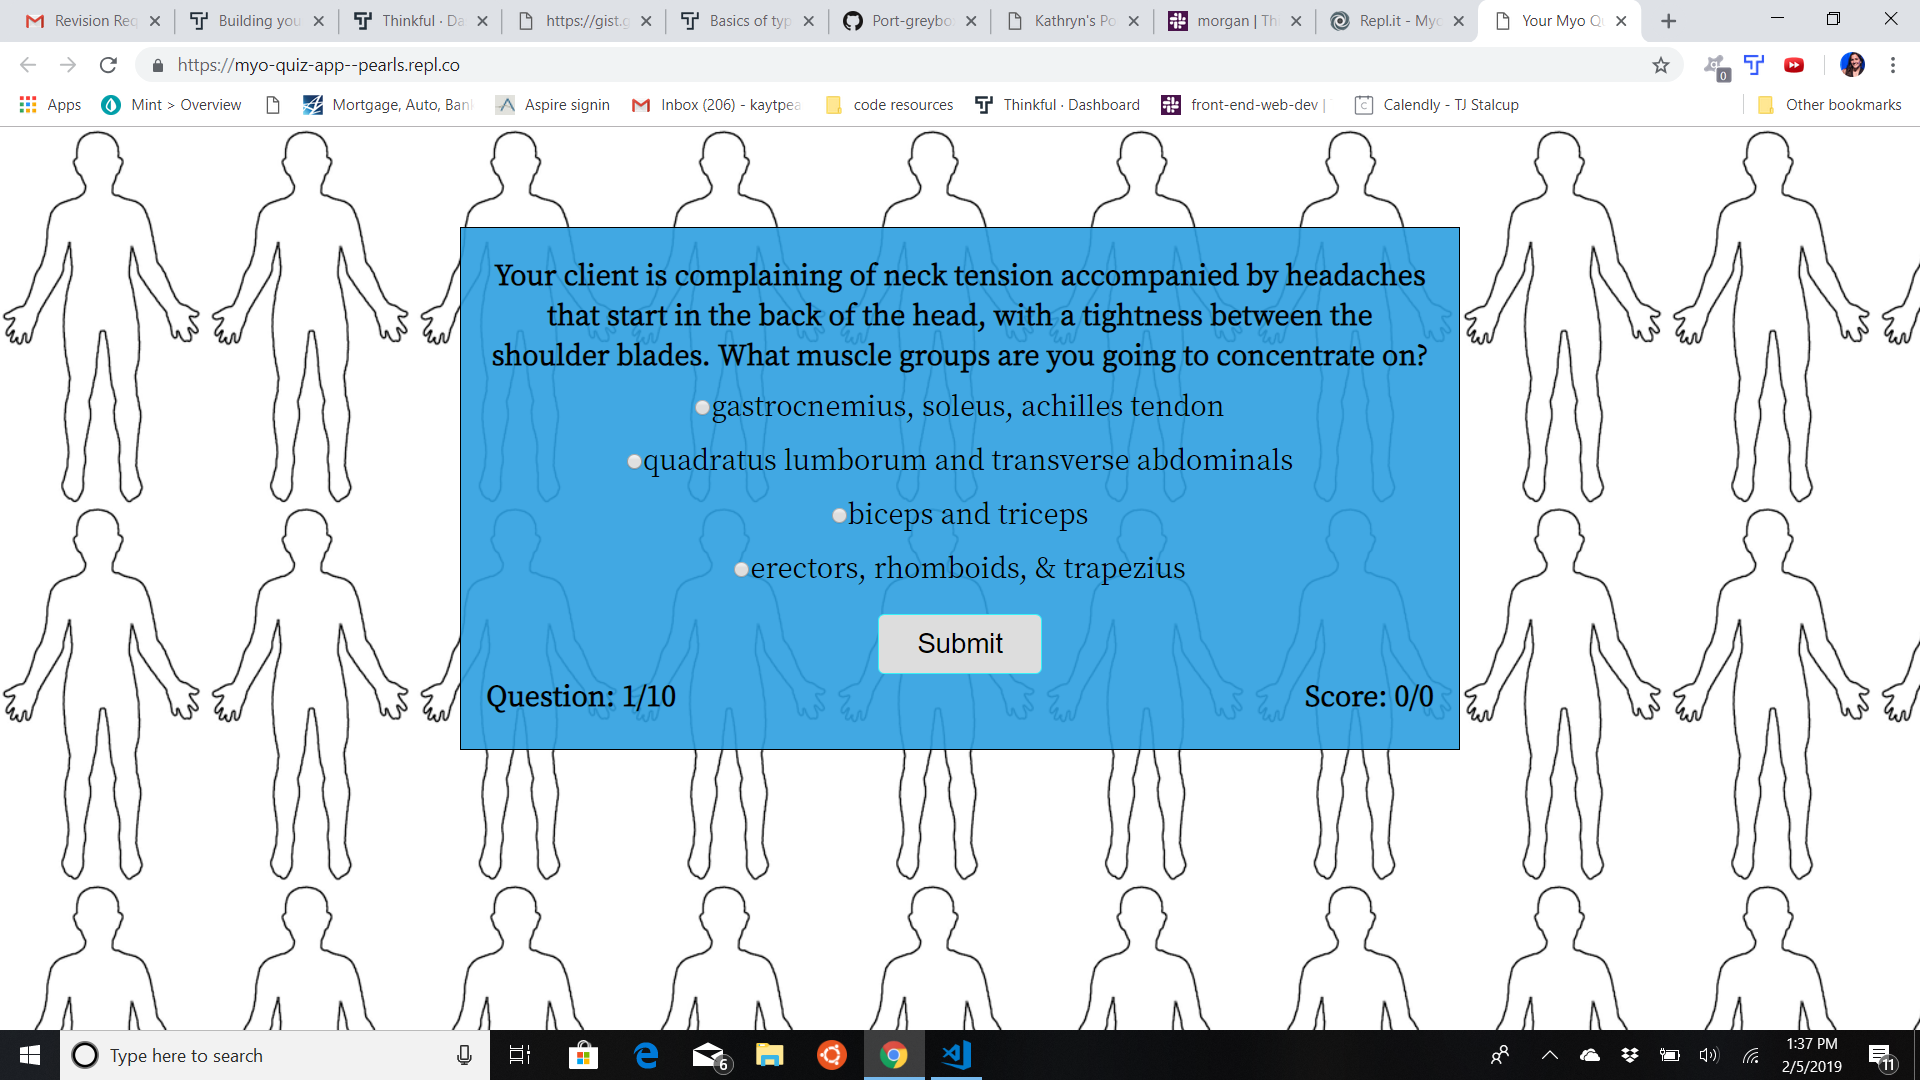 Revision Req
Building you
Thinkful · Da
https://gist.g
Basics of typ
Port-greybo
Kathryn's Po
morgan | Thi
Repl.it - Myo
Your Myo Q
https://myo-quiz-app--pearls.repl.co
0
Apps
Mint > Overview
Mortgage, Auto, Ban
Aspire signin
Inbox (206) - kaytpea
code resources
Thinkful · Dashboard
front-end-web-dev |
Calendly - TJ Stalcup
Other bookmarks
Your client is complaining of neck tension accompanied by headaches
that start in the back of the head, with a tightness between the
shoulder blades. What muscle groups are you going to concentrate on?
gastrocnemius, soleus, achilles tendon
quadratus lumborum and transverse abdominals
biceps and triceps
erectors, rhomboids, & trapezius
Submit
Question: 1/10
Score: 0/0
Type here to search
6
1:37 PM
2/5/2019
11